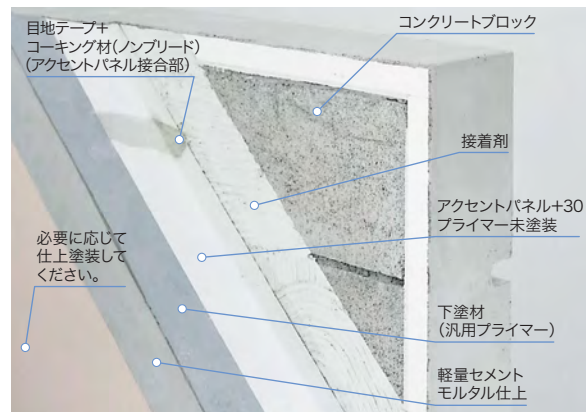 目地テープ+
コーキング材(ノンブリード)
(アクセントパネル接合部)
コンクリートブロック
接着剤
アクセントパネル+30
プライマー未塗装
必要に応じて
仕上塗装して
ください。
下塗材
(汎用プライマー)
軽量セメント
モルタル仕上